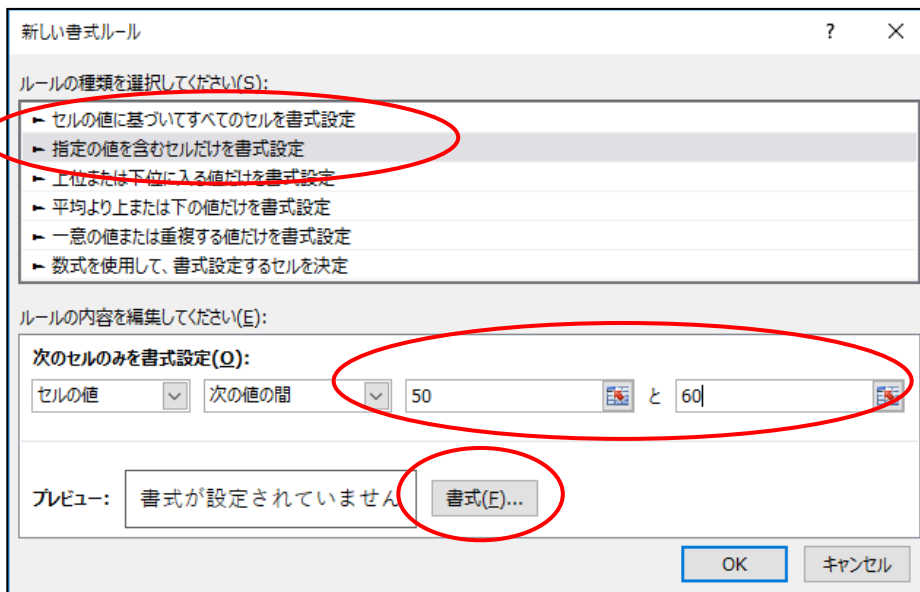 新しい書式ルール ? ×
ルールの種類を選択してください(S):
► セルの値に基づいてすべてのセルを書式設定
► 指定の値を含むセルだけを書式設定
► 上位または下位に入る値だけを書式設定
► 平均より上または下の値だけを書式設定
► 一意の値または重複する値だけを書式設定
► 数式を使用して、書式設定するセルを決定
ルールの内容を編集してください(E):
次のセルのみを書式設定(O):
セルの値 次の値の間 50 と 60
プレビュー: 書式が設定されていません 書式(F)...
OK キャンセル